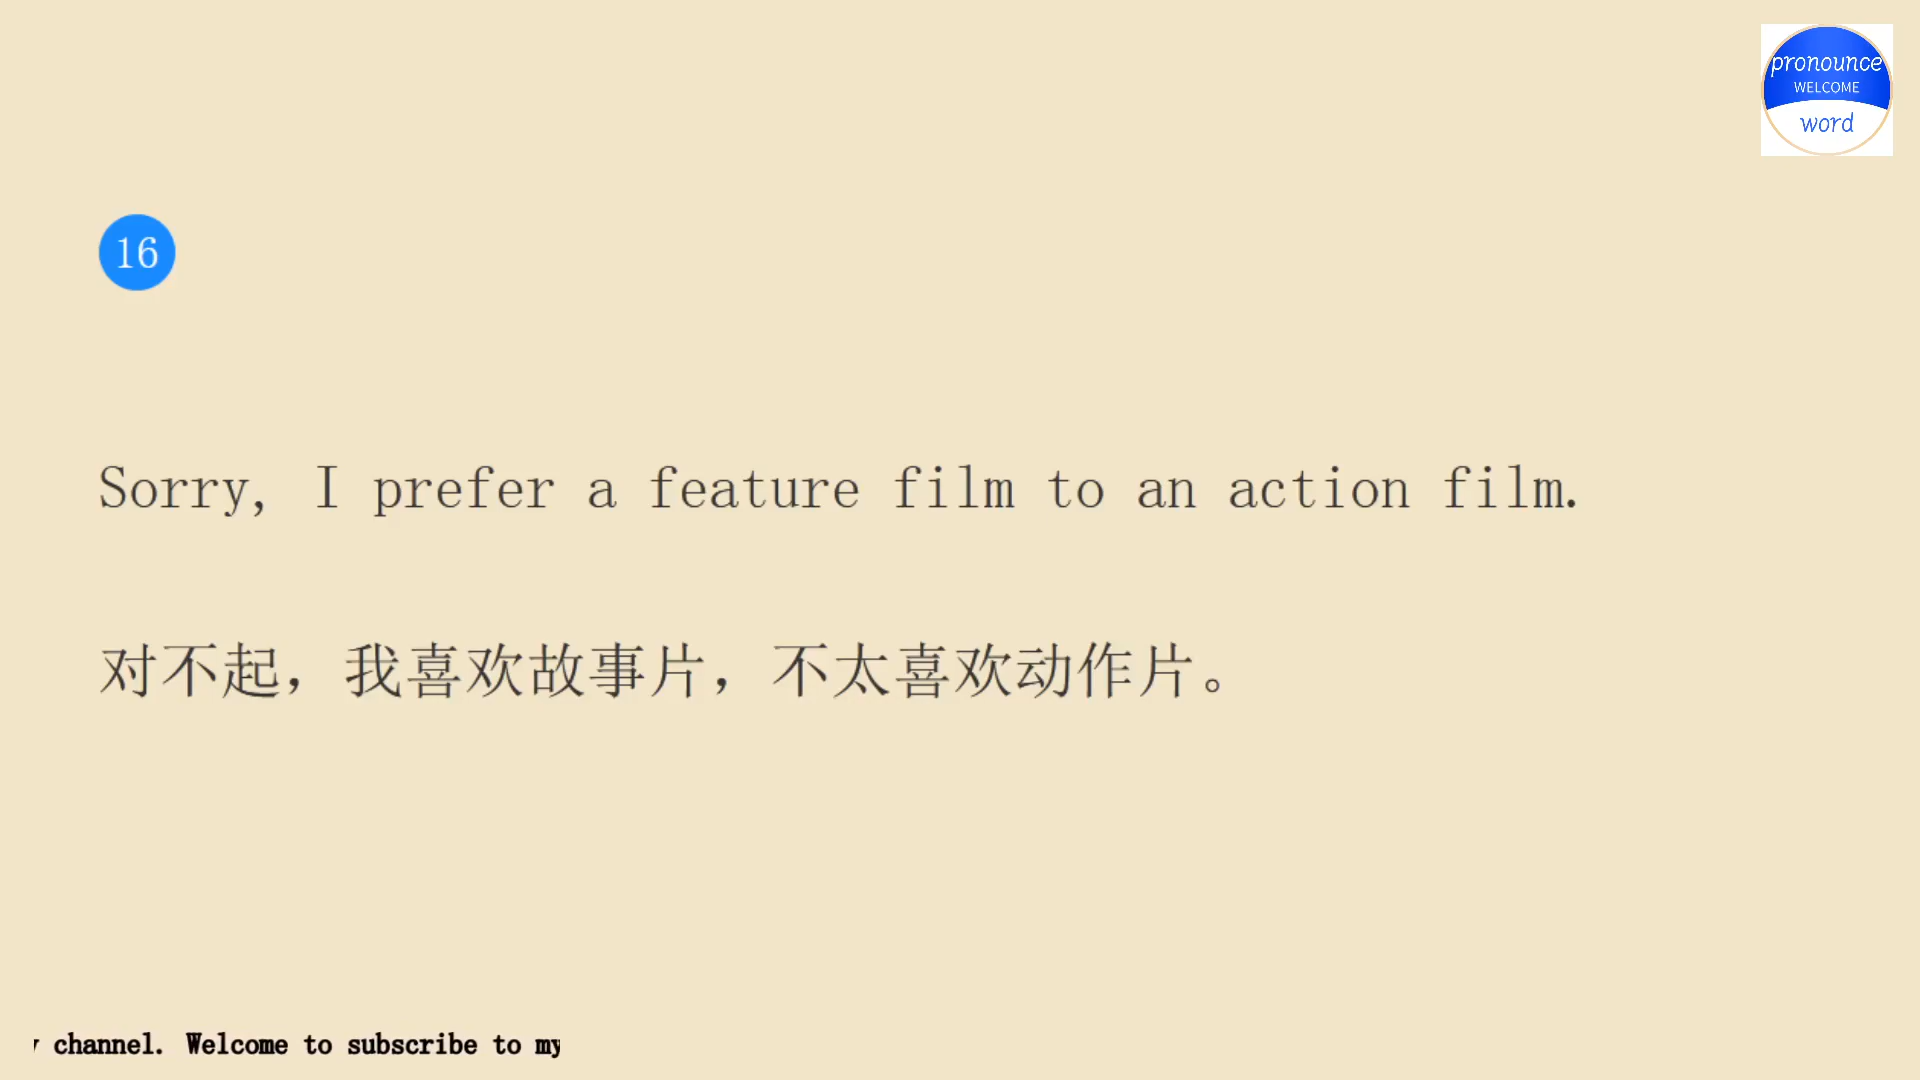 pronounce
WELCOME
word
16
Sorry, I prefer a feature film to an action film.
对不起，我喜欢故事片，不太喜欢动作片。
channel. Welcome to subscribe to my